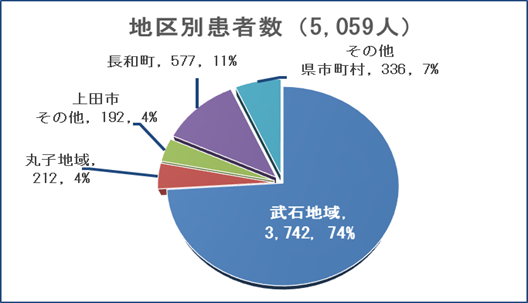 地区別患者数（5,059人）
その他
県市町村, 336, 7%
長和町, 577, 11%
上田市
その他, 192, 4%
丸子地域,
212, 4%
武石地域,
3,742, 74%